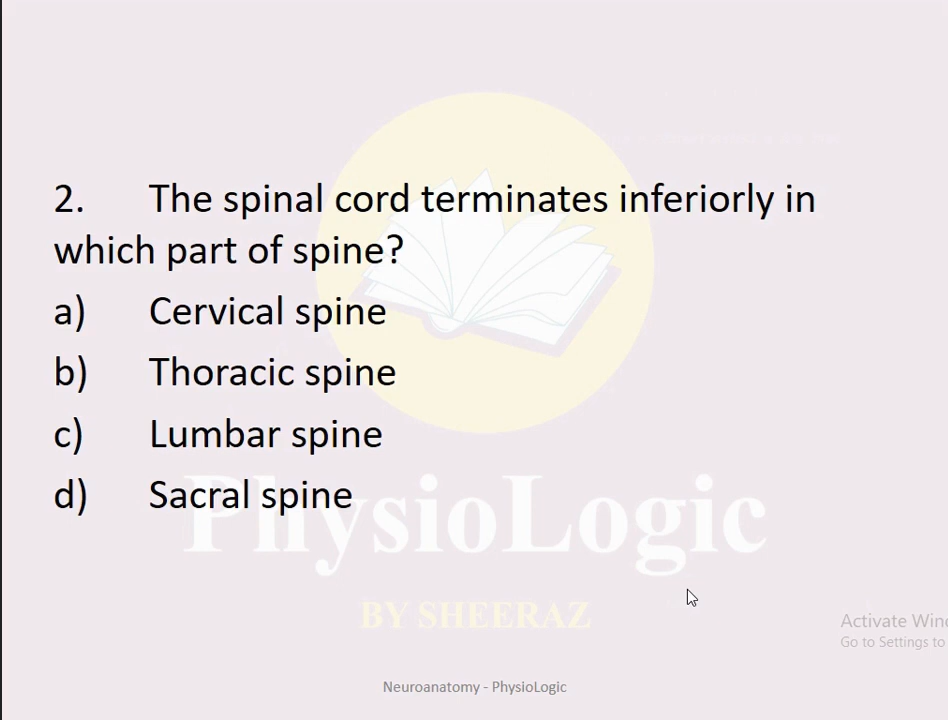 2. The spinal cord terminates inferiorly in
which part of spine?
a) Cervical spine
b) Thoracic spine
c) Lumbar spine
d) Sacral spine
PhysioLogic
BY SHEERAZ
Activate Win
Go to Settings to
Neuroanatomy - PhysioLogic